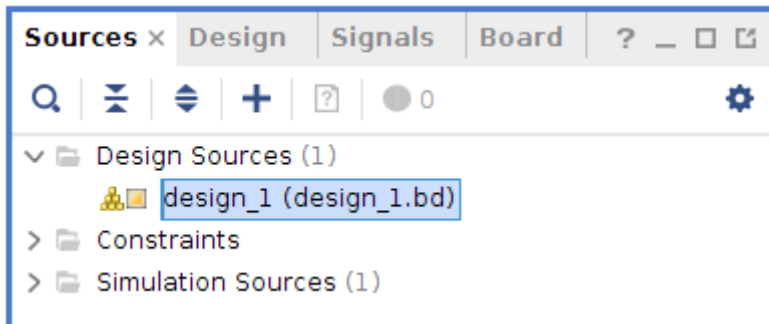 Sources × Design Signals Board ? _
? 0
Design Sources (1)
design_1 (design_1.bd)
Constraints
Simulation Sources (1)